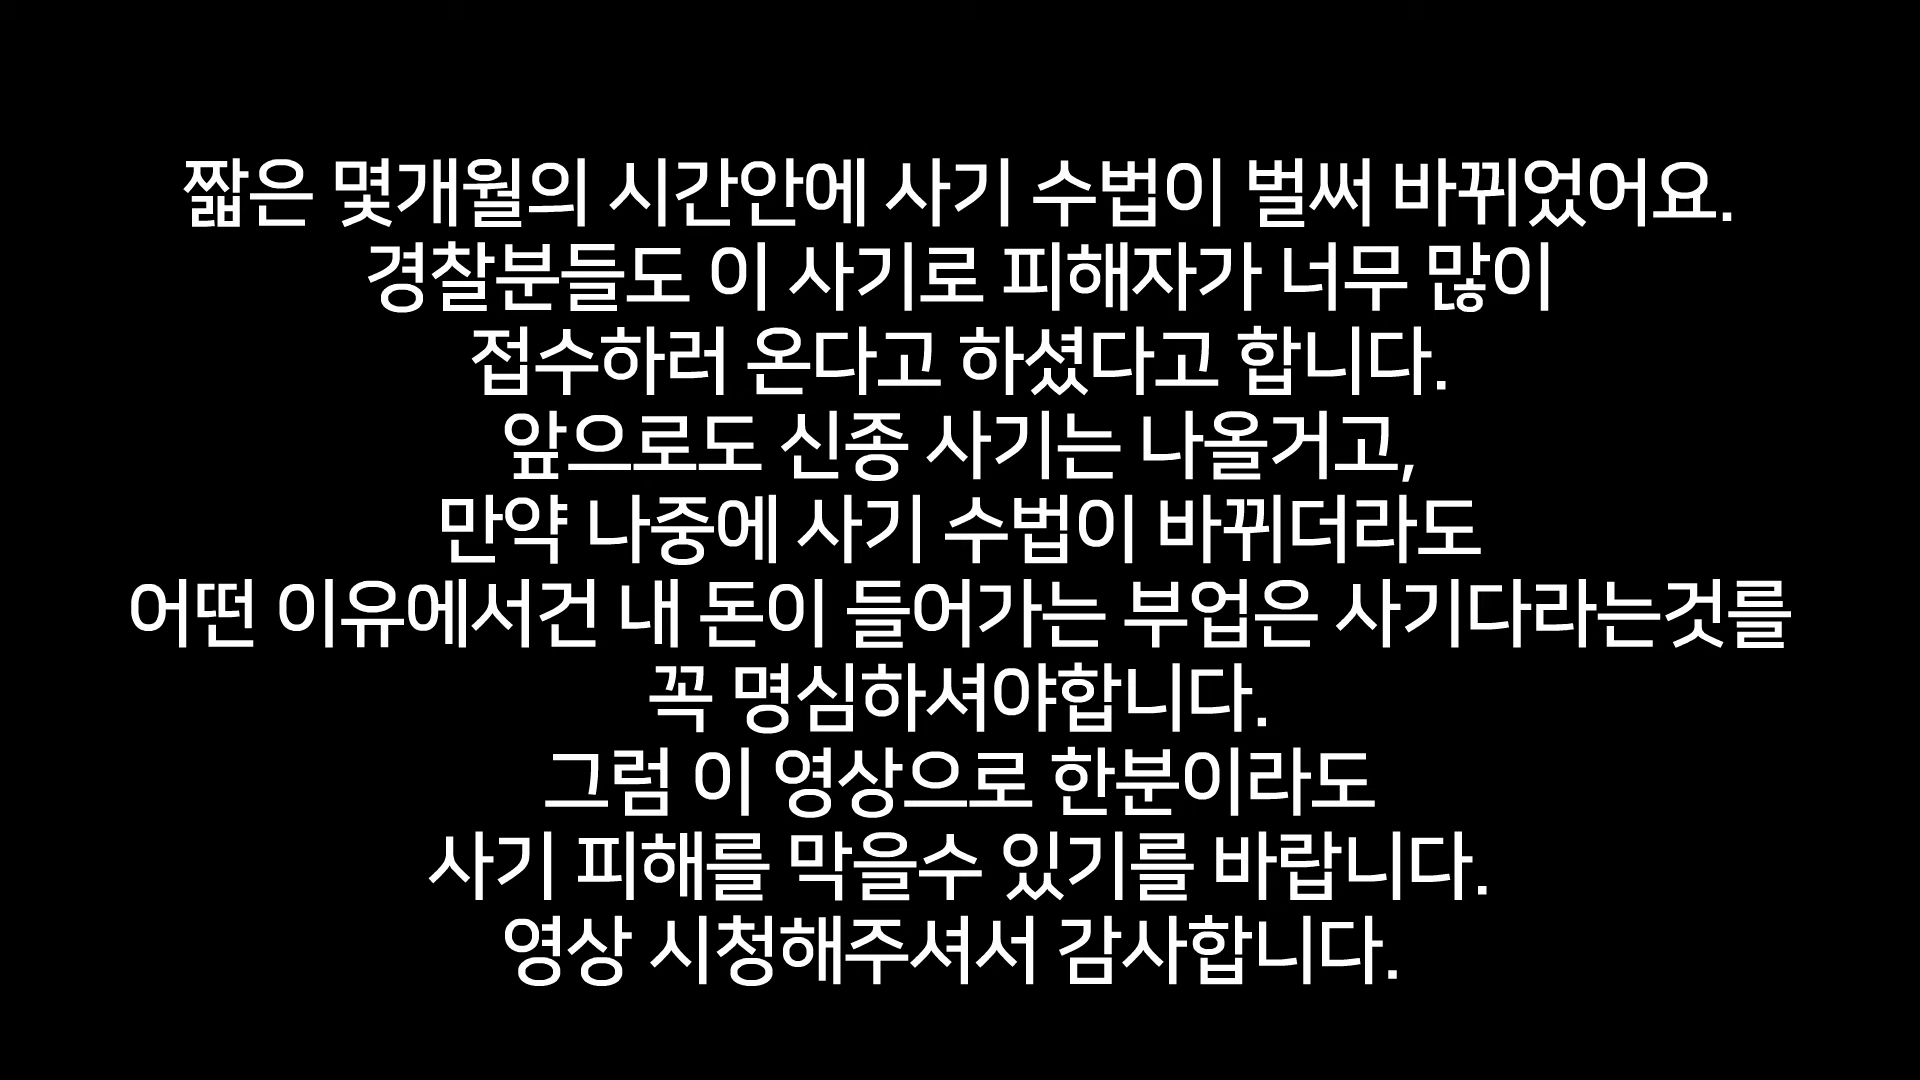 짧은 몇개월의 시간안에 사기 수법이 벌써 바뀌었어요.
경찰분들도 이 사기로 피해자가 너무 많이
접수하러 온다고 하셨다고 합니다.
앞으로도 신종 사기는 나올거고,
만약 나중에 사기 수법이 바뀌더라도
어떤 이유에서건 내 돈이 들어가는 부업은 사기다라는것를
꼭 명심하셔야합니다.
그럼 이 영상으로 한분이라도
사기 피해를 막을수 있기를 바랍니다.
영상 시청해주셔서 감사합니다.